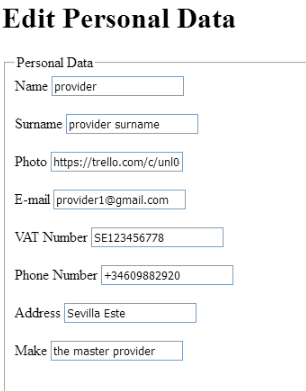 Edit Personal Data
Personal Data
Name provider
Surname provider surname
Photo https://trello.com/c/unl0
E-mail provider1@gmail.com
VAT Number SE123456778
Phone Number +34609882920
Address Sevilla Este
Make the master provider